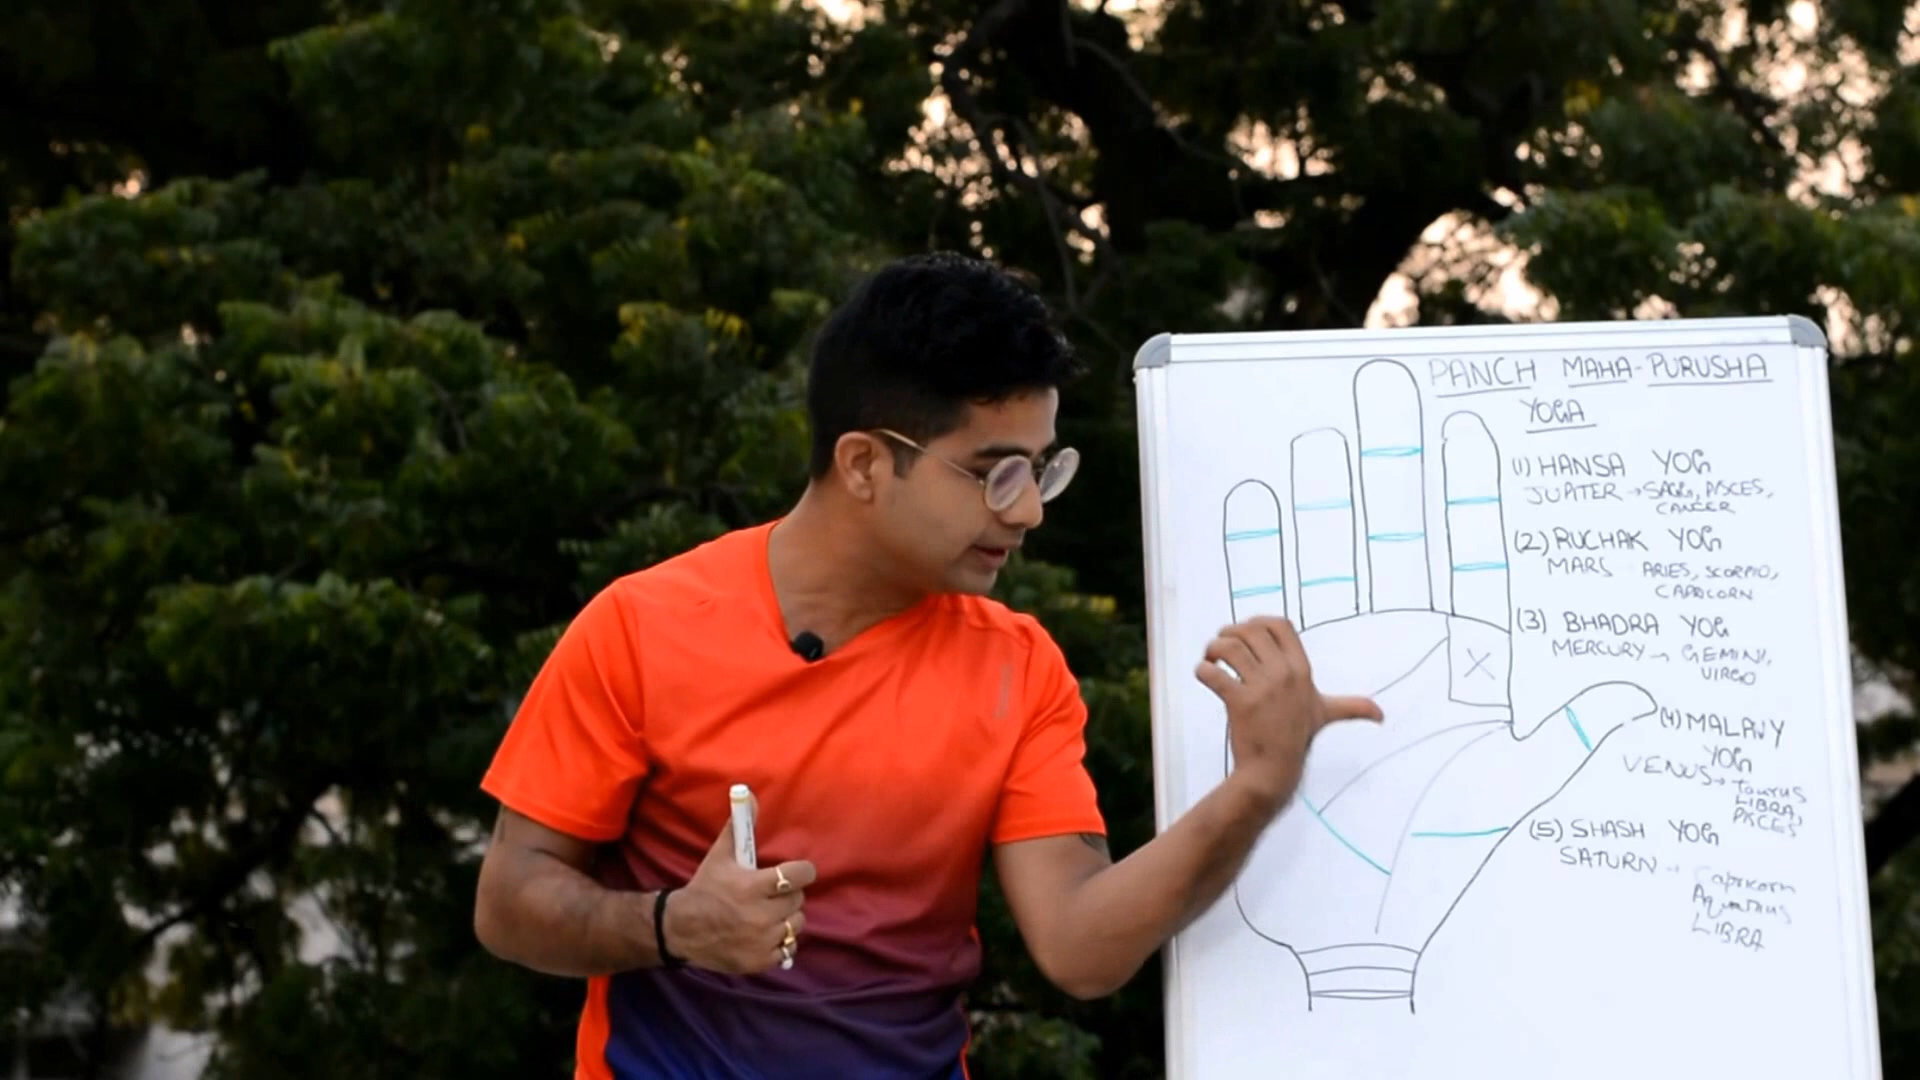 PANCH MAHA-PURUSHA
YOGA
(1) HANSA YOG
JUPITER → SAGI, PISCES,
CANCER
(2) RUCHAK YOG
MARS ARIES, SCORPIO,
CAPRICORN
(3) BHADRA YOG
MERCURY → GEMINI,
VIRGO
X
(4) MALAVY
YOG
VENUS → Taurus
LIBRA,
PISCES
(5) SHASH YOG
SATURN → Capricorn
Aquarius
LIBRA